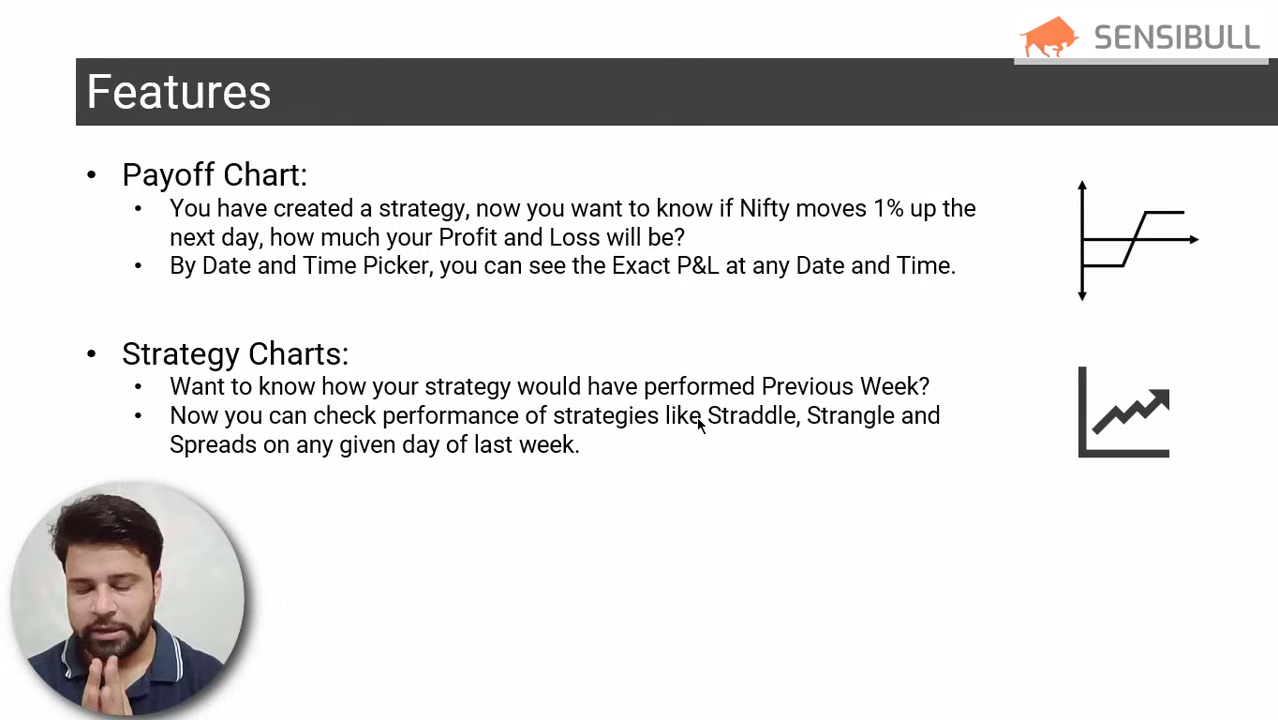 SENSIBULL
Features
• Payoff Chart:
• You have created a strategy, now you want to know if Nifty moves 1% up the
next day, how much your Profit and Loss will be?
• By Date and Time Picker, you can see the Exact P&L at any Date and Time.
• Strategy Charts:
• Want to know how your strategy would have performed Previous Week?
• Now you can check performance of strategies like Straddle, Strangle and
Spreads on any given day of last week.